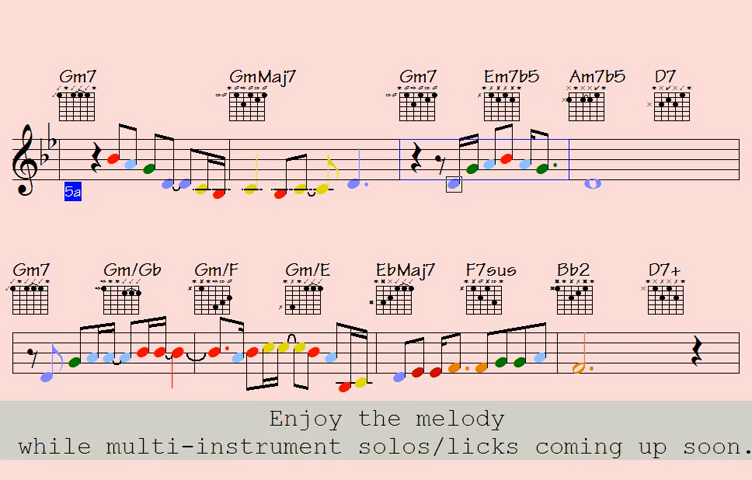 Gm7 GmMaj7 Gm7 Em7b5 Am7b5 D7
5a
Gm7 Gm/Gb Gm/F Gm/E EbMaj7 F7sus Bb2 D7+
Enjoy the melody
while multi-instrument solos/licks coming up soon.